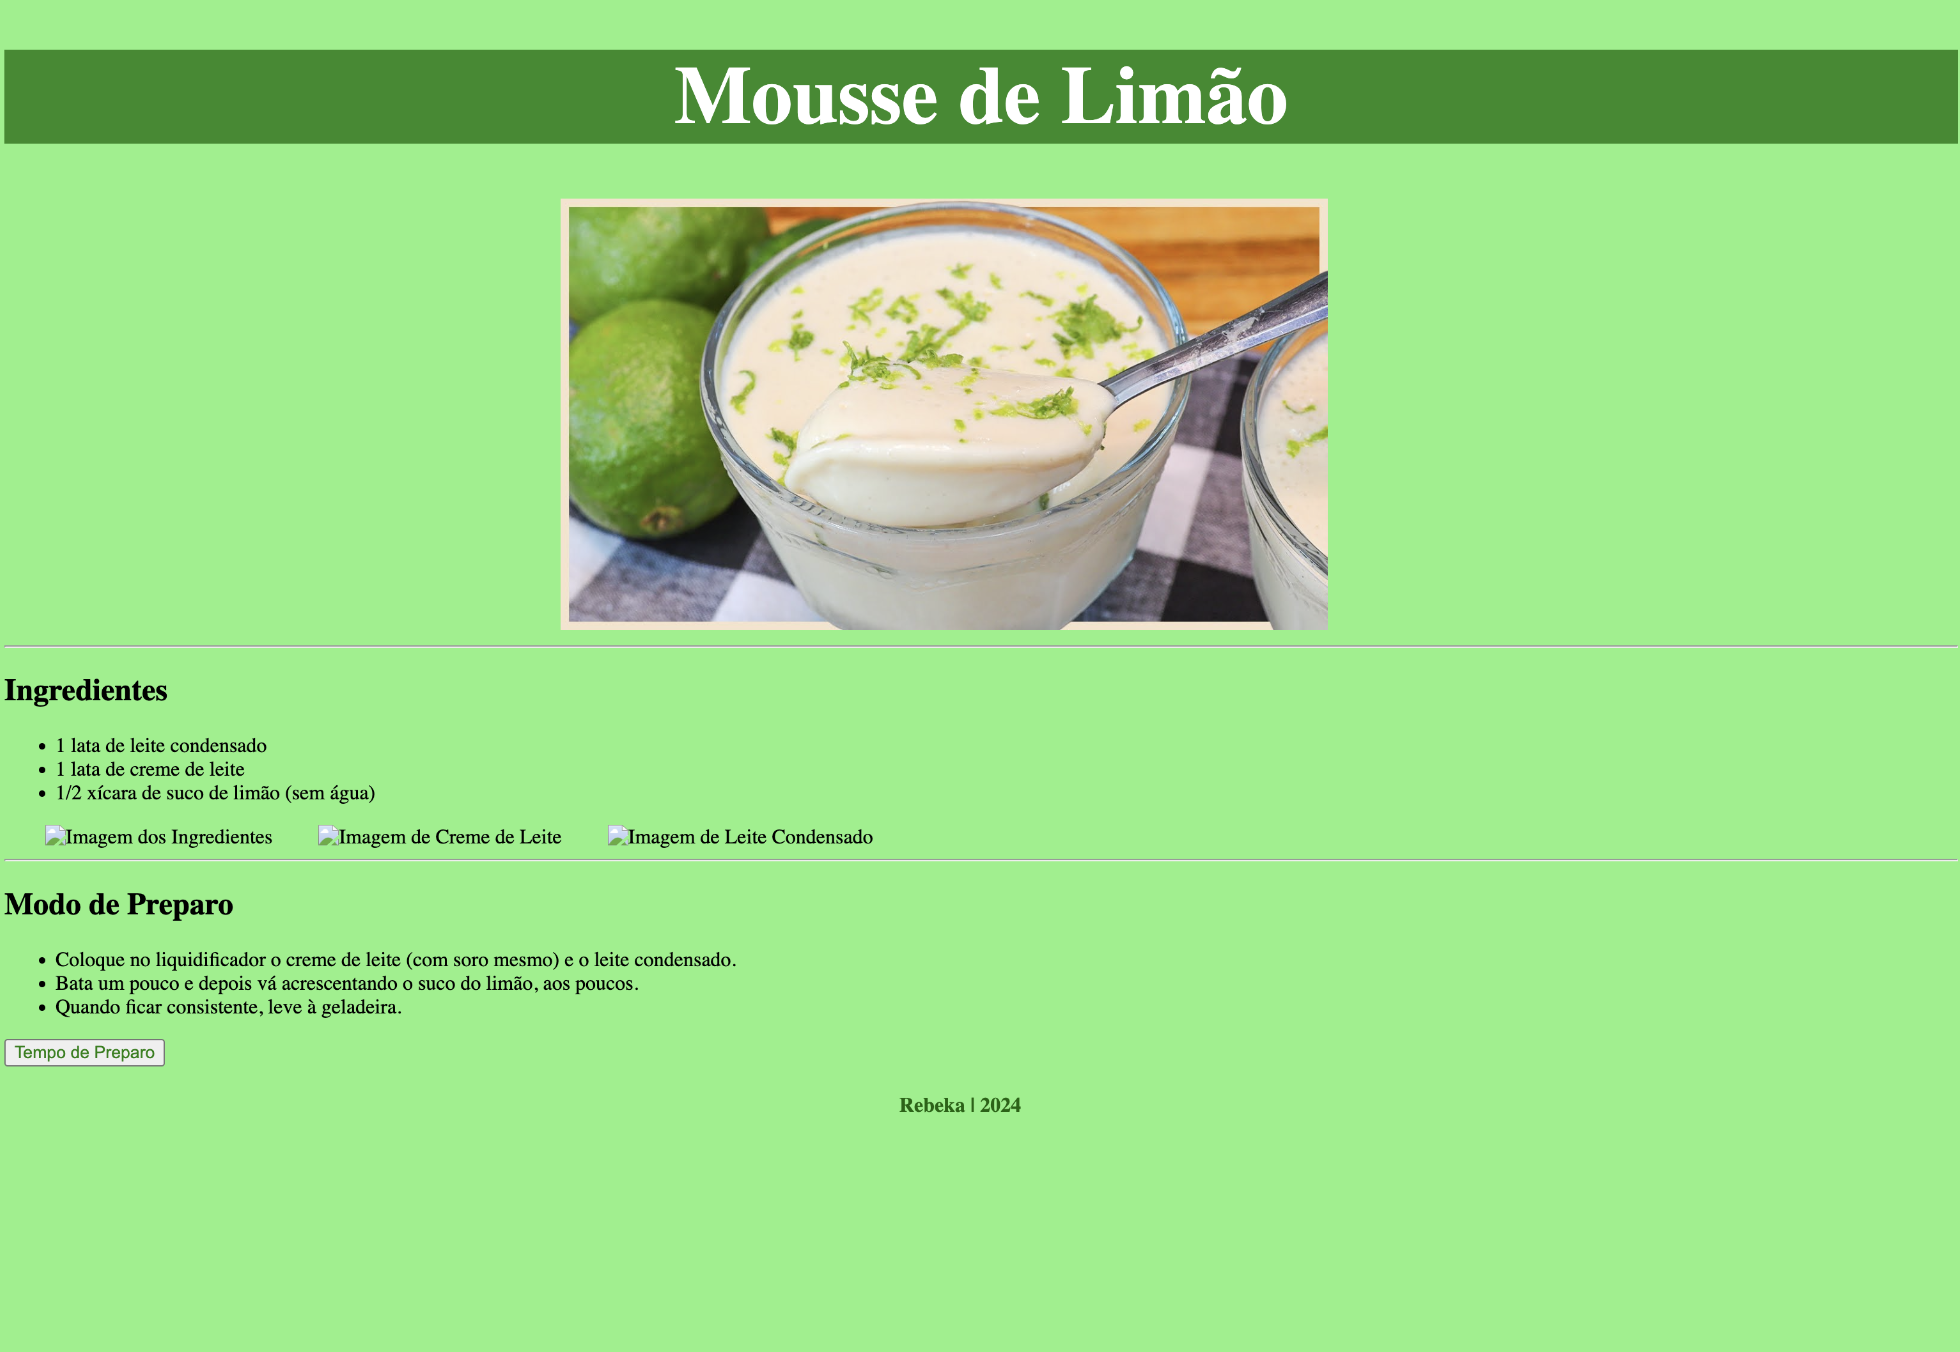 Mousse de Limão
Ingredientes
1 lata de leite condensado
1 lata de creme de leite
1/2 xícara de suco de limão (sem água)
Imagem dos Ingredientes Imagem de Creme de Leite Imagem de Leite Condensado
Modo de Preparo
Coloque no liquidificador o creme de leite (com soro mesmo) e o leite condensado.
Bata um pouco e depois vá acrescentando o suco do limão, aos poucos.
Quando ficar consistente, leve à geladeira.
Tempo de Preparo
Rebeka | 2024